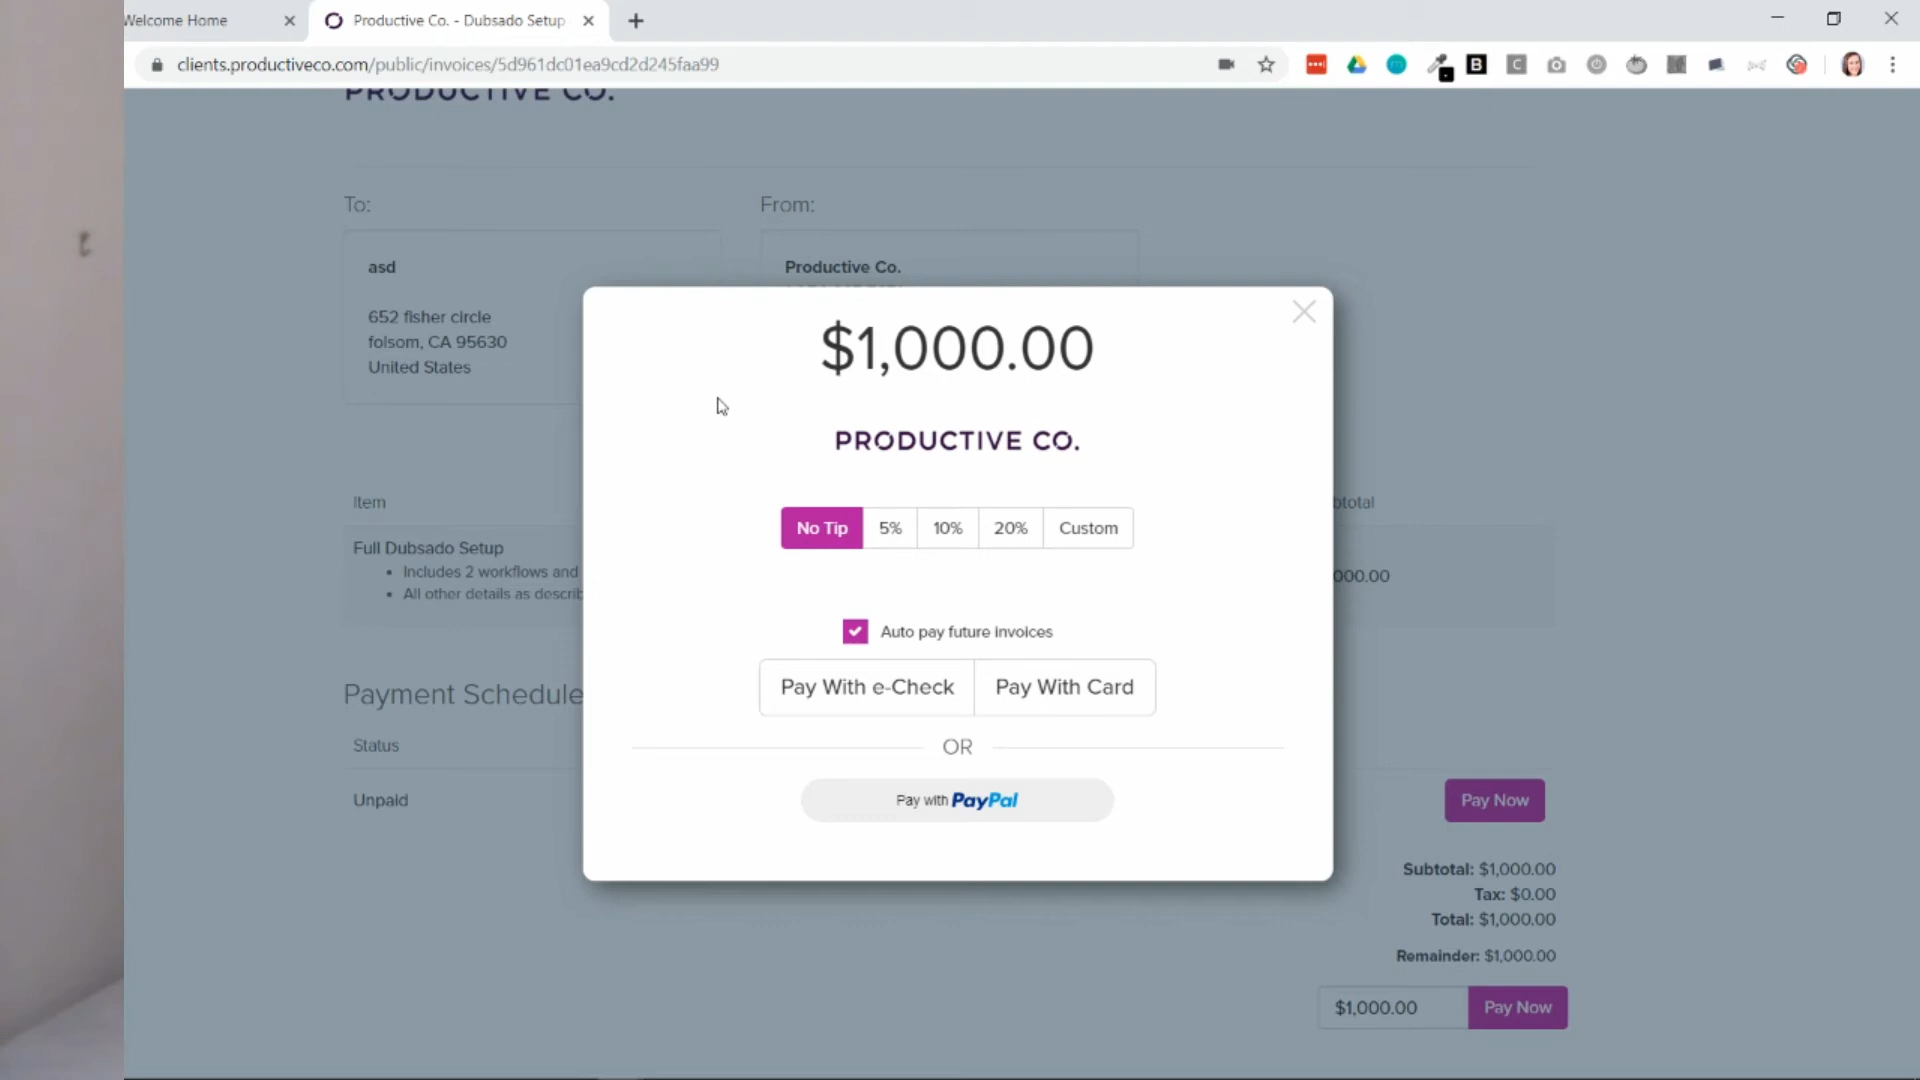 Welcome Home
Productive Co. - Dubsado Setup
clients.productiveco.com/public/invoices/5d961dc01ea9cd2d245faa99
PRODUCTIVE CO.
To:
From:
asd
652 fisher circle
folsom, CA 95630
United States
Productive Co.
$1,000.00
PRODUCTIVE CO.
No Tip 5% 10% 20% Custom
Auto pay future invoices
Pay With e-Check Pay With Card
OR
Pay with PayPal
Item
btotal
Full Dubsado Setup
Includes 2 workflows and
All other details as describ
000.00
Payment Schedule
Status
Unpaid
Pay Now
Subtotal: $1,000.00
Tax: $0.00
Total: $1,000.00
Remainder: $1,000.00
$1,000.00 Pay Now